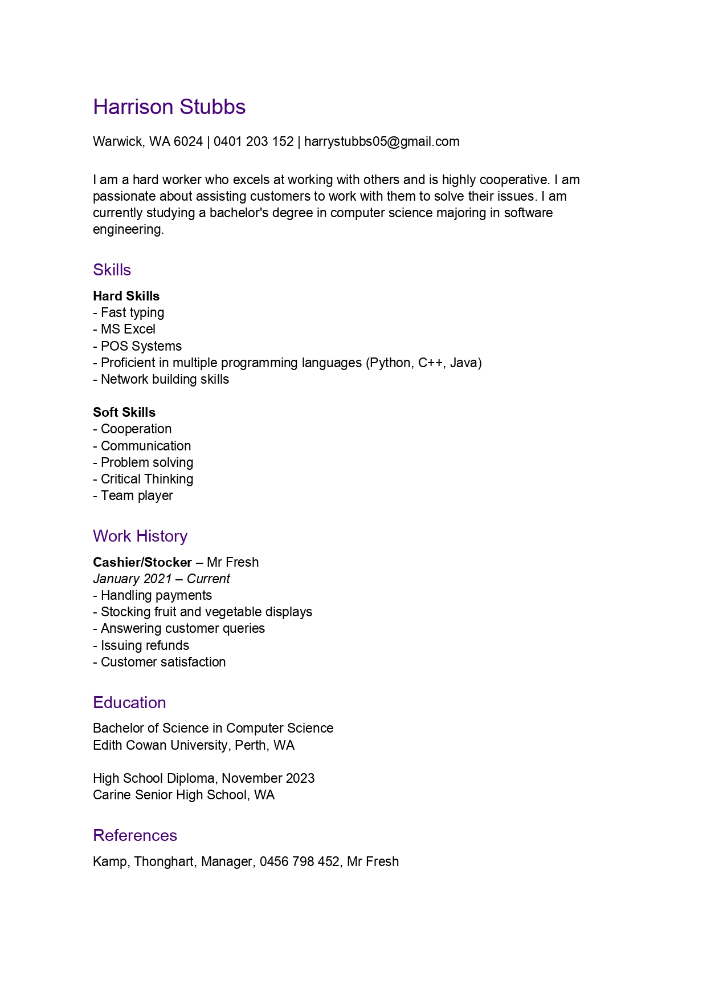 Harrison Stubbs
Warwick, WA 6024 | 0401 203 152 | harrystubbs05@gmail.com
I am a hard worker who excels at working with others and is highly cooperative. I am
passionate about assisting customers to work with them to solve their issues. I am
currently studying a bachelor's degree in computer science majoring in software
engineering.
Skills
Hard Skills
- Fast typing
- MS Excel
- POS Systems
- Proficient in multiple programming languages (Python, C++, Java)
- Network building skills
Soft Skills
- Cooperation
- Communication
- Problem solving
- Critical Thinking
- Team player
Work History
Cashier/Stocker – Mr Fresh
January 2021 – Current
- Handling payments
- Stocking fruit and vegetable displays
- Answering customer queries
- Issuing refunds
- Customer satisfaction
Education
Bachelor of Science in Computer Science
Edith Cowan University, Perth, WA
High School Diploma, November 2023
Carine Senior High School, WA
References
Kamp, Thonghart, Manager, 0456 798 452, Mr Fresh